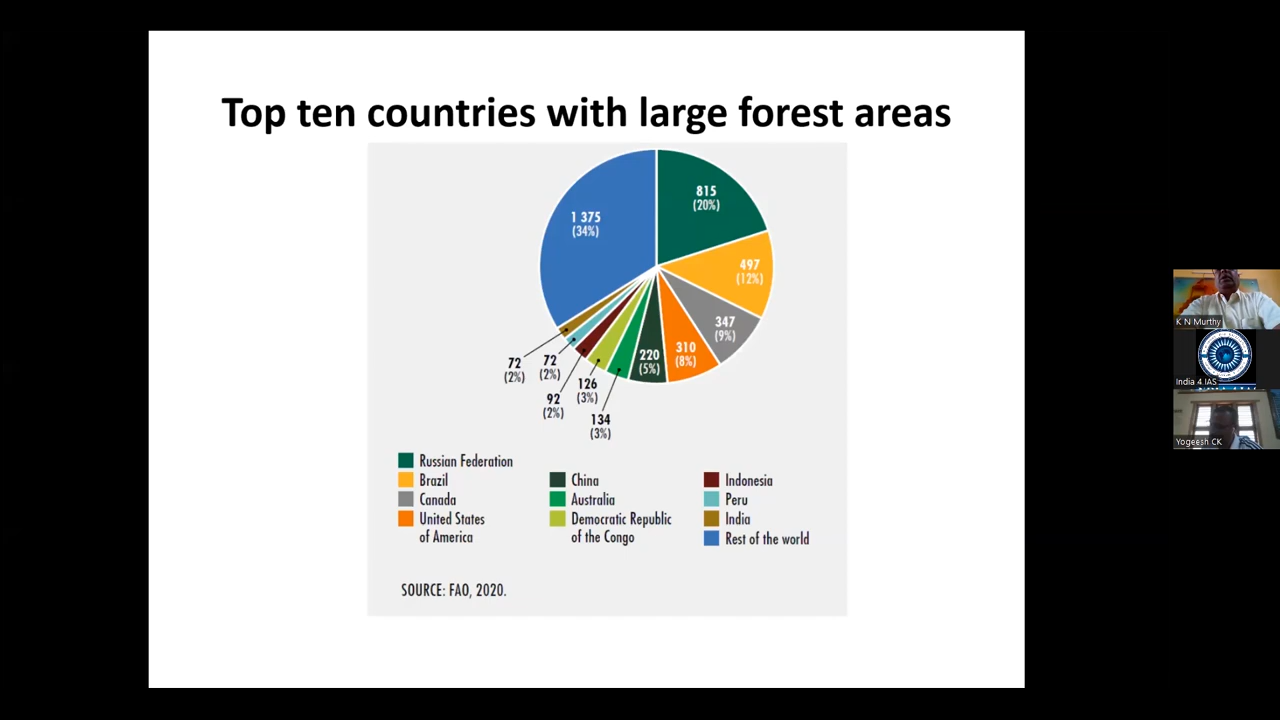 Top ten countries with large forest areas
815
(20%)
1 375
(34%)
497
(12%)
347
(9%)
310
(8%)
220
(5%)
72
(2%)
72
(2%)
126
(3%)
92
(2%)
134
(3%)
Russian Federation
Brazil
Canada
United States
of America
China
Australia
Democratic Republic
of the Congo
Indonesia
Peru
India
Rest of the world
SOURCE: FAO, 2020.
K N Murthy
India 4 IAS
Yogeesh CK